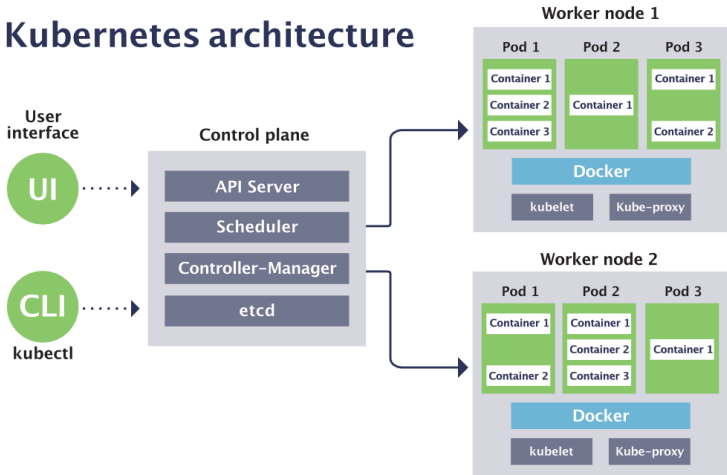 Kubernetes architecture
User
interface
UI
CLI
kubectl
Control plane
API Server
Scheduler
Controller-Manager
etcd
Worker node 1
Pod 1
Container 1
Container 2
Container 3
Pod 2
Container 1
Pod 3
Container 1
Container 2
Docker
kubelet
Kube-proxy
Worker node 2
Pod 1
Container 1
Container 2
Pod 2
Container 1
Container 2
Container 3
Pod 3
Container 1
Docker
kubelet
Kube-proxy